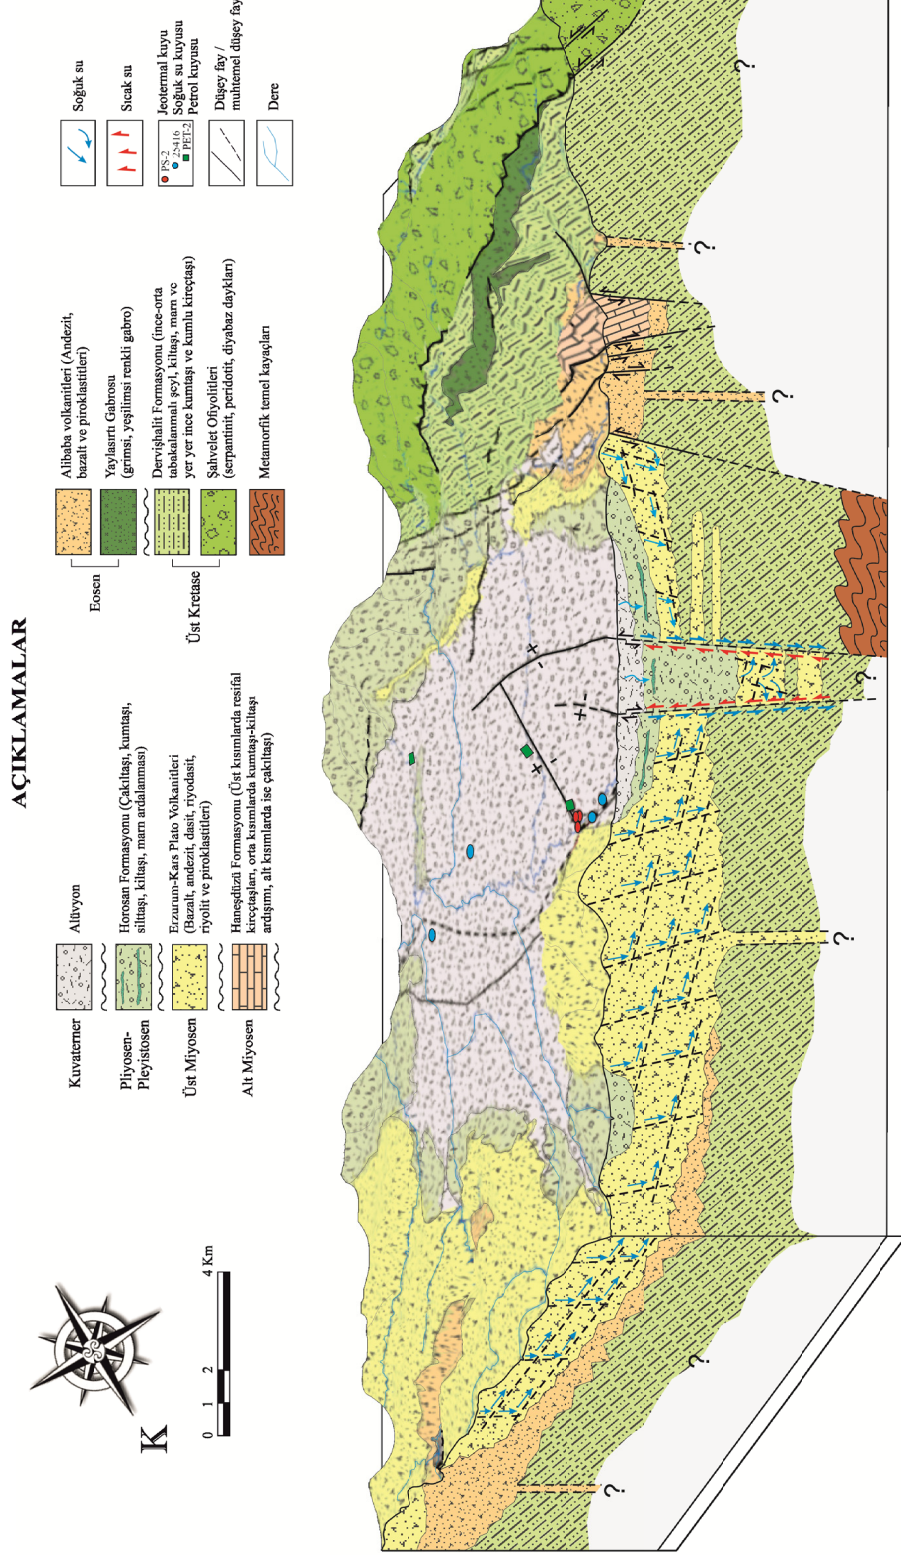 AÇIKLAMALAR
K
0 1 2 4 Km
Kuvaterner
Alüvyon
Pliyosen-
Pleyistosen
Horosan Formasyonu (Çakıltaşı, kumtaşı,
silttaşı, kiltaşı, marn ardalanması)
Üst Miyosen
Erzurum-Kars Plato Volkanitleri
(Bazalt, andezit, dasit, riyodasit,
riyolit ve piroklastitleri)
Alt Miyosen
Haneşdüzü Formasyonu (Üst kısımlarda resifal
kireçtaşları, orta kısımlarda kumtaşı-kiltaşı
ardışımı, alt kısımlarda ise çakıltaşı)
Eosen
Alibaba volkanitleri (Andezit,
bazalt ve piroklastitleri)
Yaylasırtı Gabrosu
(grimsi, yeşilimsi renkli gabro)
Üst Kretase
Dervişhalit Formasyonu (ince-orta
tabakalanmalı şeyl, kiltaşı, marn ve
yer yer ince kumtaşı ve kumlu kireçtaşı)
Şahvelet Ofiyolitleri
(serpantinit, peridotit, diyabaz daykları)
Metamorfik temel kayaçları
Soğuk su
Sıcak su
PS-2
25416
PET-2
Jeotermal kuyu
Soğuk su kuyusu
Petrol kuyusu
Düşey fay /
muhtemel düşey fay
Dere
+
-
+
-
+
-
?
?
?
?
?
?
?